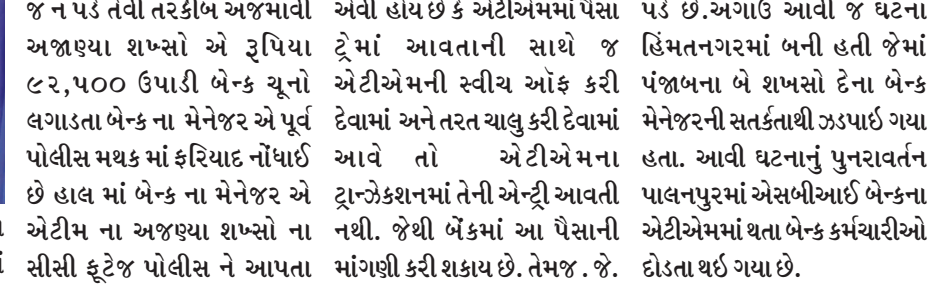 જ ન પડે તેવી તરકીબ અજમાવી
અજાણ્યા શખ્સો એ રૂપિયા
૯૨,૫૦૦ ઉપાડી બેન્ક ચૂનો
લગાડતા બેન્ક ના મેનેજર એ પૂર્વ
પોલીસ મથક માં ફરિયાદ નોંધાઈ
છે હાલ માં બેન્ક ના મેનેજર એ
એટીમ ના અજણ્યા શખ્સો ના
સીસી ફૂટેજ પોલીસ ને આપતા
એવી હોય છે કે એટીએમમાં પૈસા
ટ્રેમાં આવતાની સાથે જ
એટીએમની સ્વીચ ઑફ કરી
દેવામાં અને તરત ચાલુ કરી દેવામાં
આવે તો એટીએમના
ટ્રાન્ઝેકશનમાં તેની એન્ટ્રી આવતી
નથી. જેથી બેંકમાં આ પૈસાની
માંગણી કરી શકાય છે. તેમજ . જે.
પડે છે.અગાઉ આવી જ ઘટના
હિંમતનગરમાં બની હતી જેમાં
પંજાબના બે શખસો દેના બેન્ક
મેનેજરની સતર્કતાથી ઝડપાઇ ગયા
હતા. આવી ઘટનાનું પુનરાવર્તન
પાલનપુરમાં એસબીઆઈ બેન્કના
એટીએમમાં થતા બેન્ક કર્મચારીઓ
દોડતા થઇ ગયા છે.